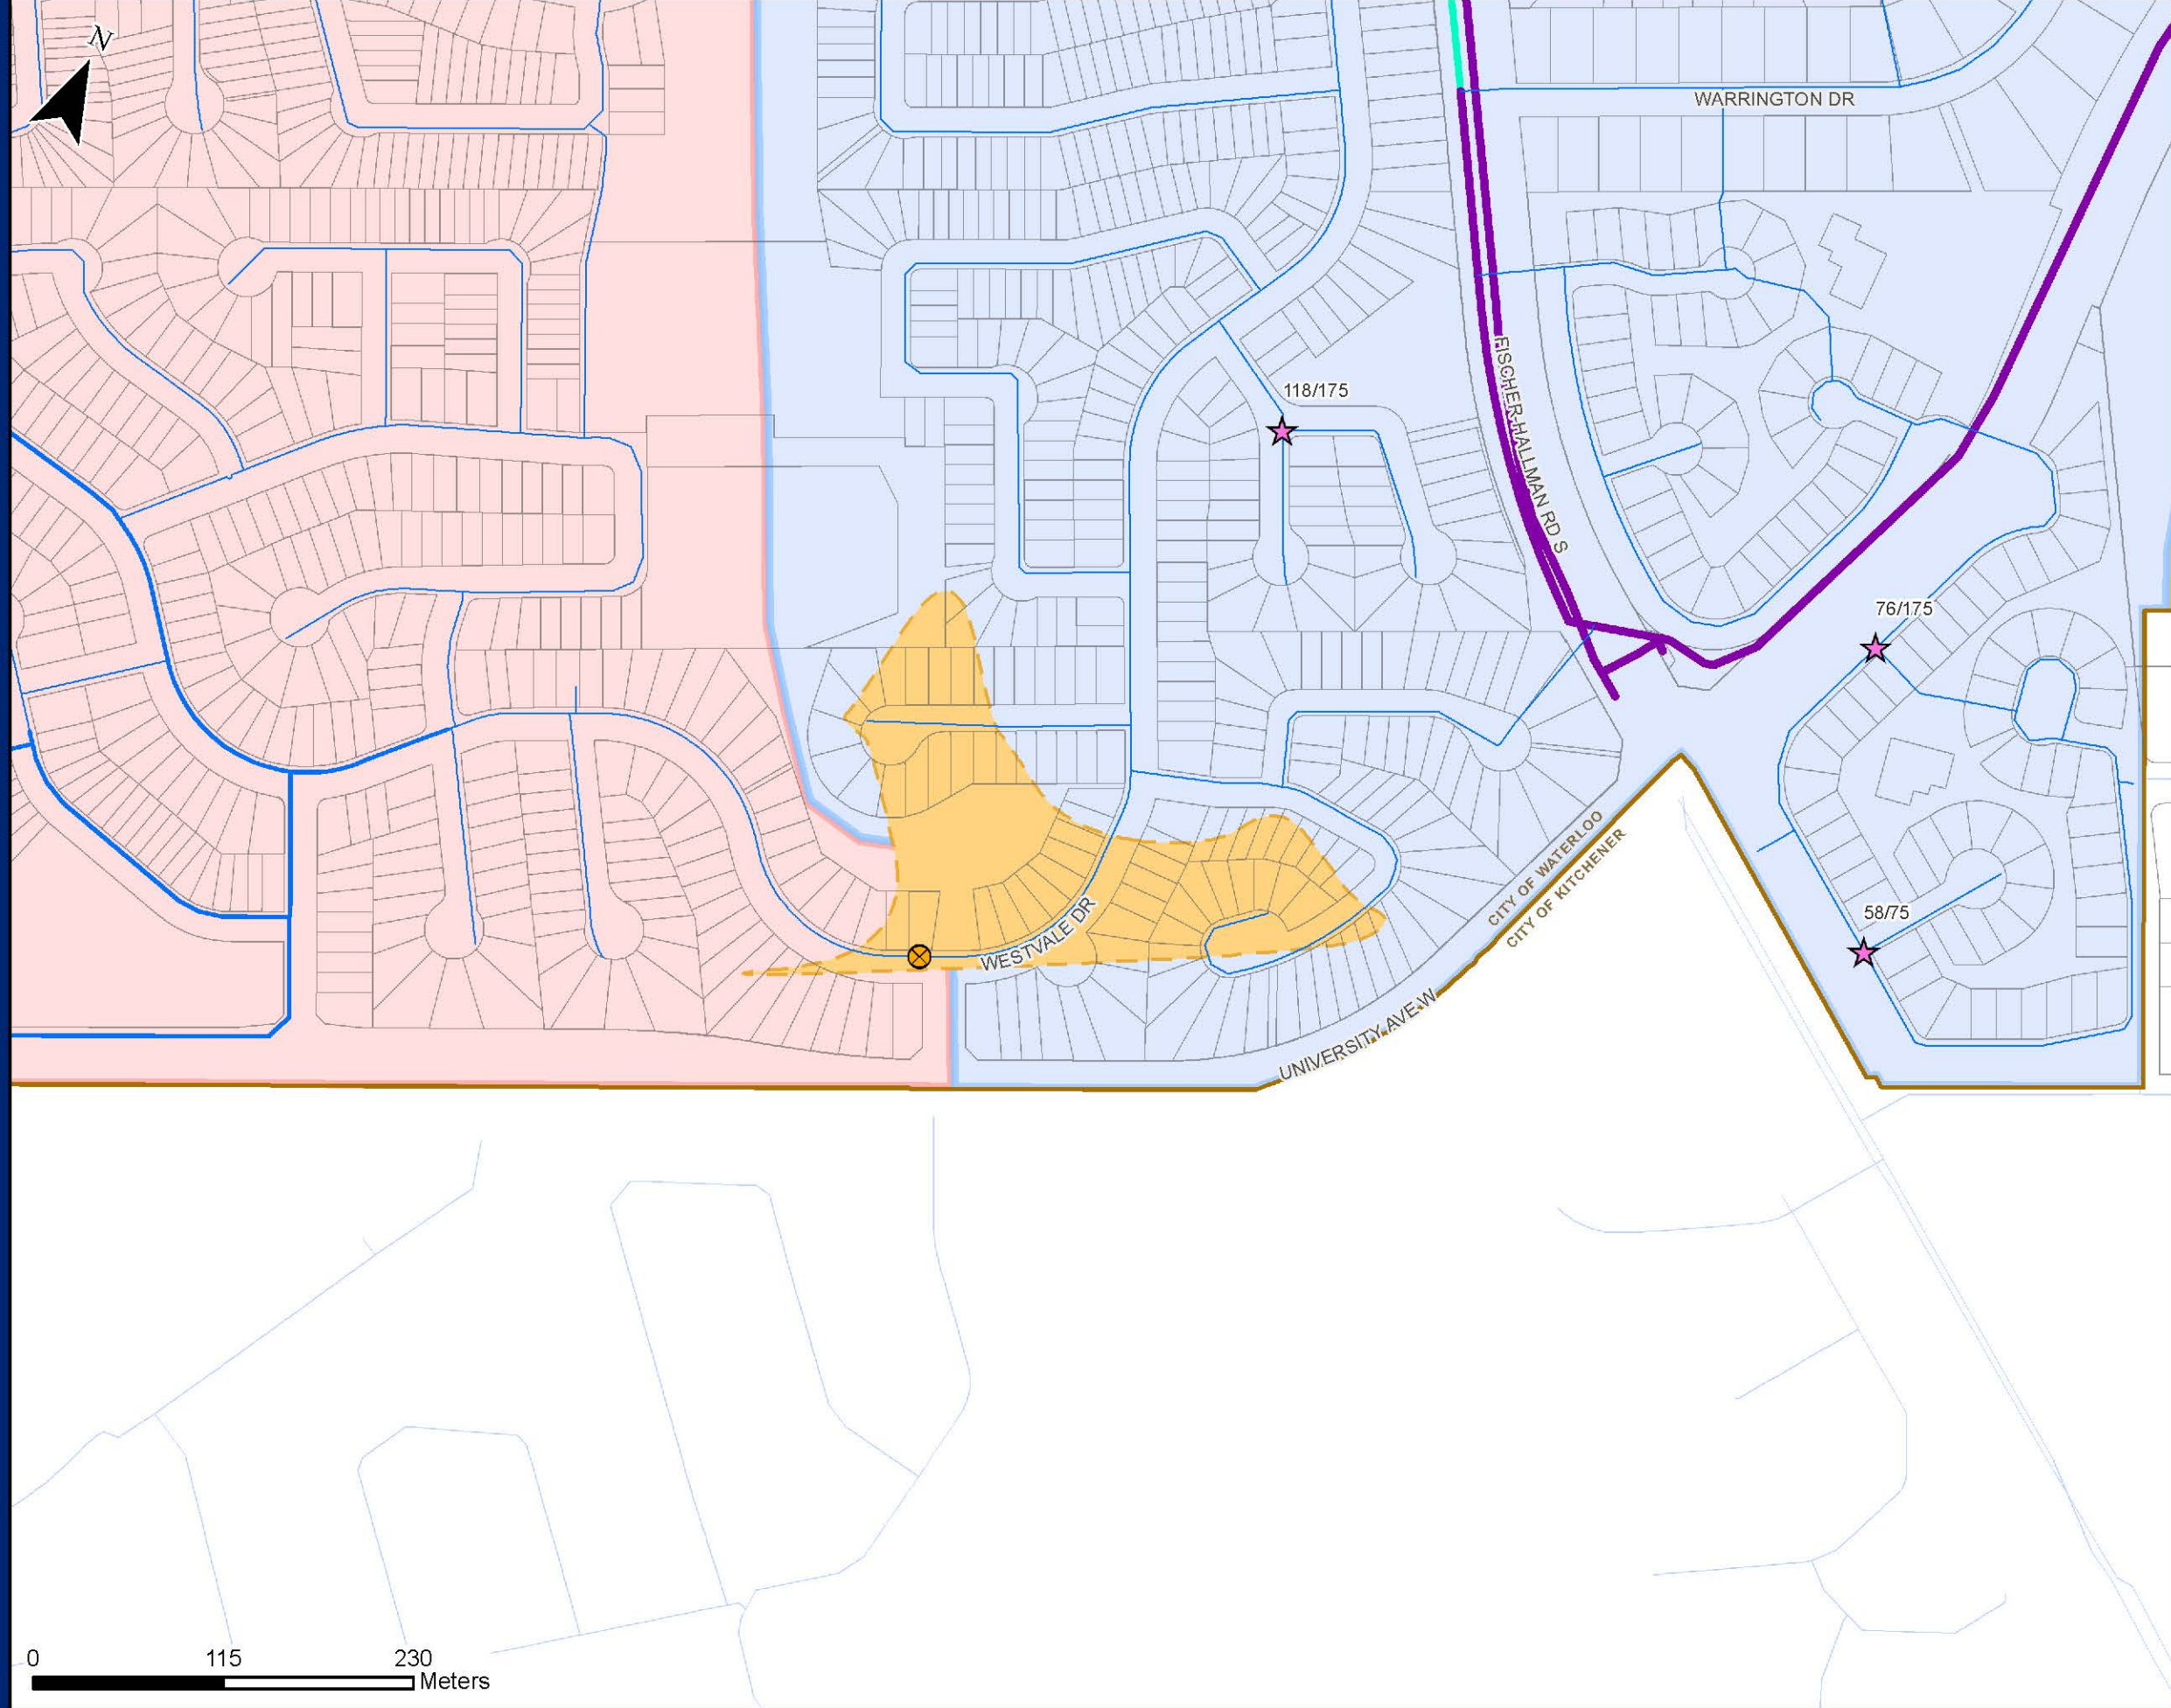 N
WARRINGTON DR
FISCHER-HALLMAN RD S
118/175
76/175
CITY OF WATERLOO
CITY OF KITCHENER
58/75
WESTVALE DR
UNIVERSITY AVE W
0 115 230
Meters